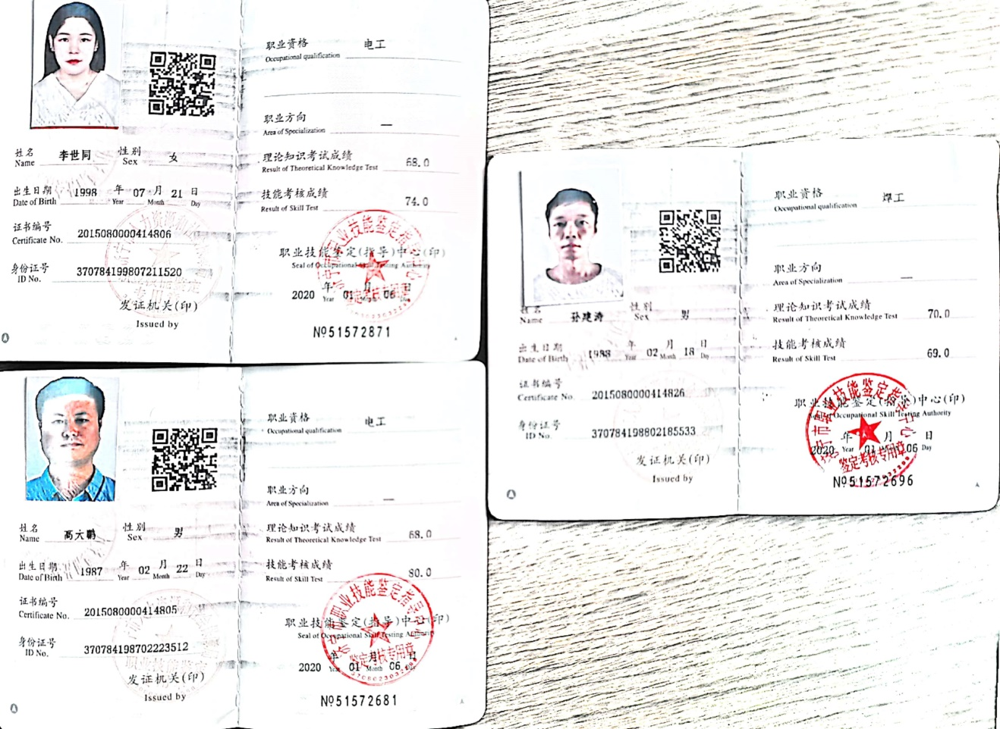 职业资格 电工
Occupational qualification
职业方向 —
Area of Specialization
姓名 李世同 性别 女
Name Sex
理论知识考试成绩 68.0
Result of Theoretical Knowledge Test
出生日期 1998 年 07 月 21 日
Date of Birth Year Month Day
技能考核成绩 74.0
Result of Skill Test
证书编号 2015080000414806
Certificate No.
身份证号 370784199807211520
ID No.
发证机关(印)
Issued by
职业技能鉴定(指导)中心(印)
Seal of Occupational Skill Testing Authority
2020 年 01 月 06 日
Year Month Day
№51572871
职业资格 焊工
Occupational qualification
职业方向 —
Area of Specialization
姓名 孙建涛 性别 男
Name Sex
理论知识考试成绩 70.0
Result of Theoretical Knowledge Test
出生日期 1988 年 02 月 18 日
Date of Birth Year Month Day
技能考核成绩 69.0
Result of Skill Test
证书编号 2015080000414826
Certificate No.
身份证号 370784198802185533
ID No.
发证机关(印)
Issued by
职业技能鉴定(指导)中心(印)
Seal of Occupational Skill Testing Authority
2020 年 01 月 06 日
Year Day
鉴定考核专用章
№51572696
职业资格 电工
Occupational qualification
职业方向 —
Area of Specialization
姓名 高大鹏 性别 男
Name Sex
理论知识考试成绩 68.0
Result of Theoretical Knowledge Test
出生日期 1987 年 02 月 22 日
Date of Birth Year Month Day
技能考核成绩 80.0
Result of Skill Test
证书编号 2015080000414805
Certificate No.
身份证号 370784198702223512
ID No.
发证机关(印)
Issued by
职业技能鉴定(指导)中心(印)
Seal of Occupational Skill Testing Authority
2020 年 01 月 06 日
Year Month Day
鉴定考核专用章
№51572681